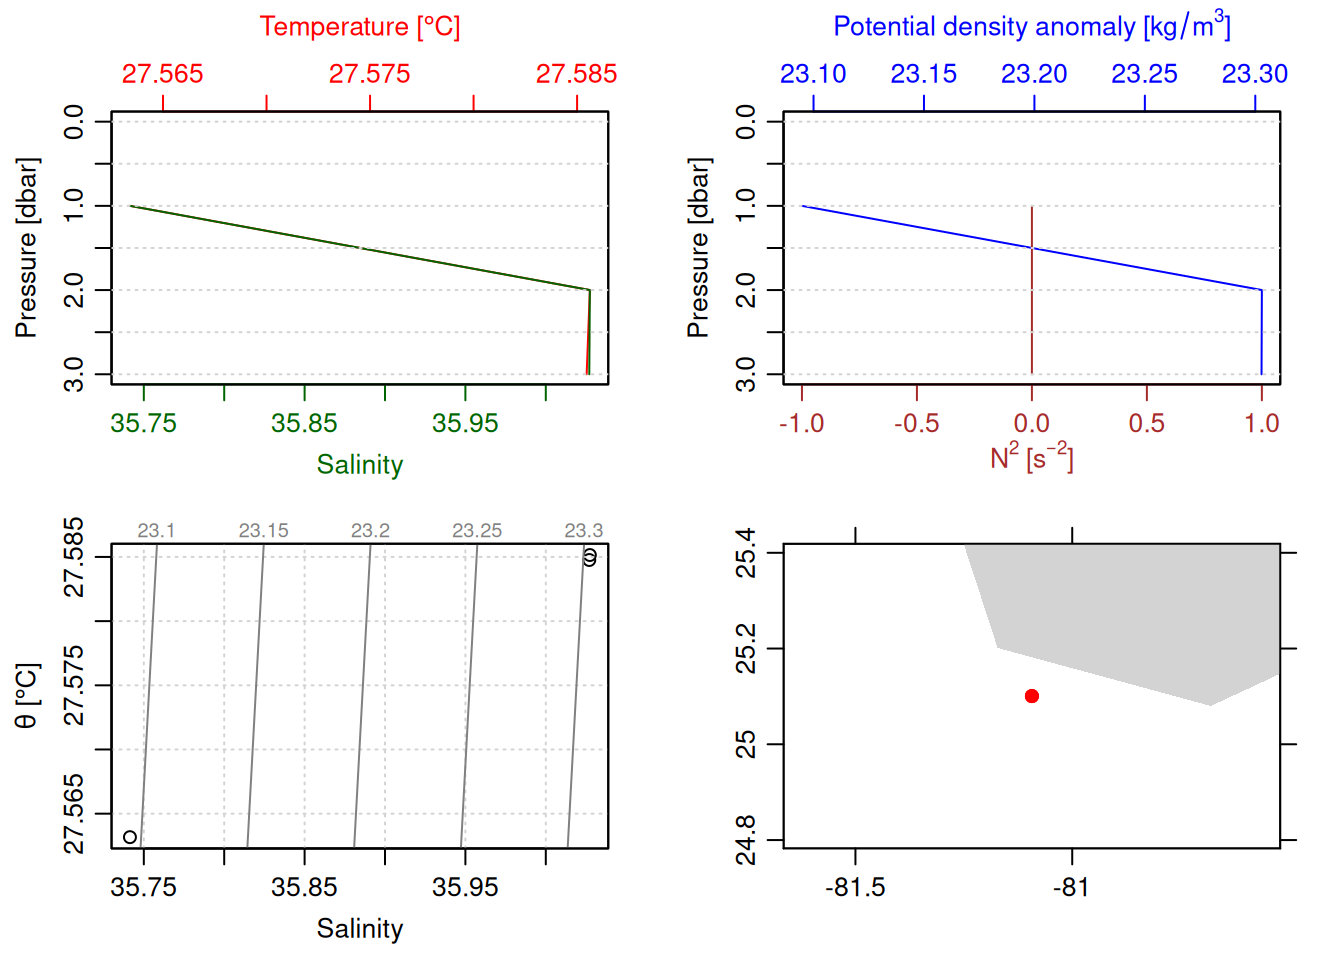 Temperature [°C]
27.565 27.575 27.585
Pressure [dbar]
0.0 1.0 2.0 3.0
35.75 35.85 35.95
Salinity
Potential density anomaly [kg/m³]
23.10 23.15 23.20 23.25 23.30
Pressure [dbar]
0.0 1.0 2.0 3.0
-1.0 -0.5 0.0 0.5 1.0
N² [s⁻²]
23.1 23.15 23.2 23.25 23.3
θ [°C]
27.585 27.575 27.565
35.75 35.85 35.95
Salinity
25.4 25.2 25 24.8
-81.5 -81